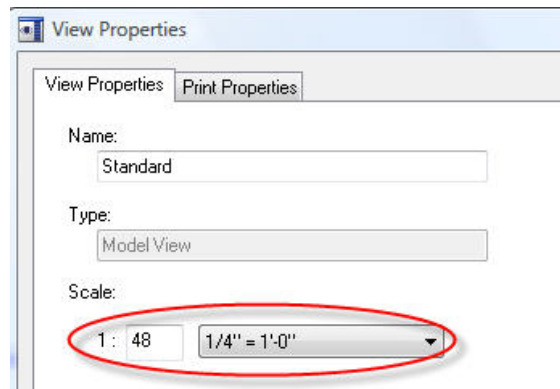 View Properties
View Properties Print Properties
Name:
Standard
Type:
Model View
Scale:
1 : 48 1/4" = 1'-0"